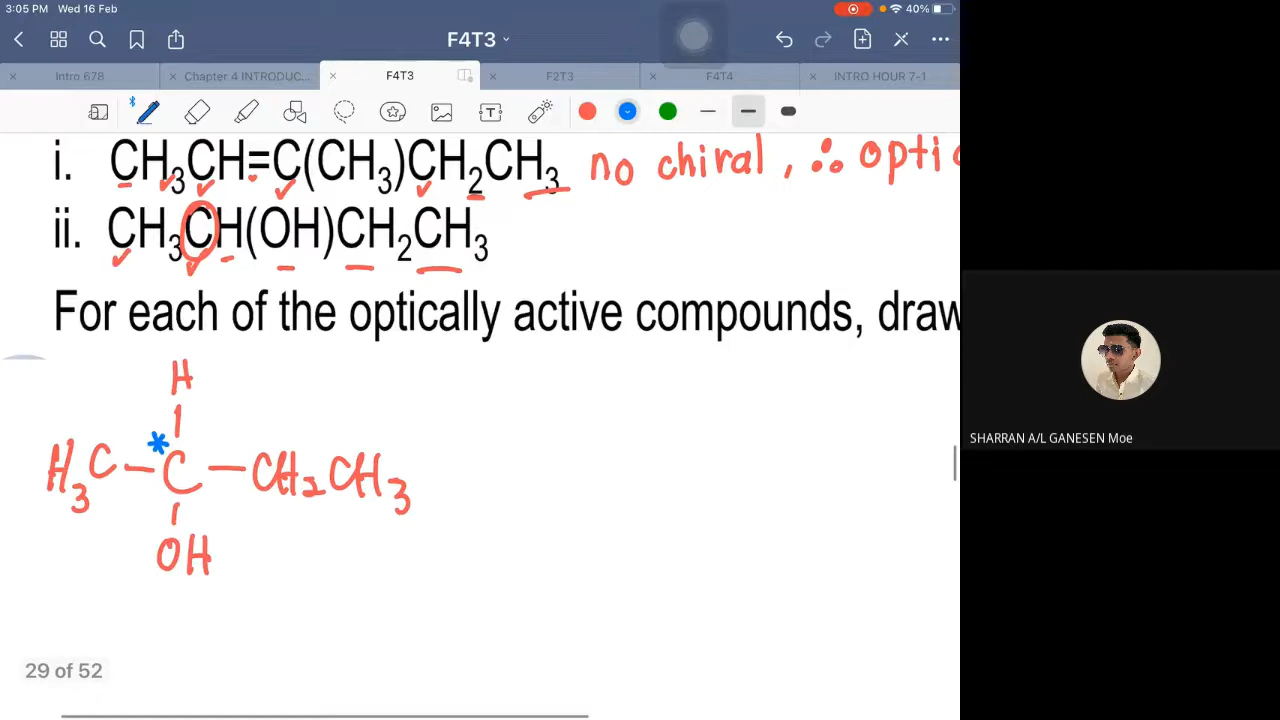 3:05 PM Wed 16 Feb
40%
F4T3
Intro 678
Chapter 4 INTRODUC...
F4T3
F2T3
F4T4
INTRO HOUR 7-1
i. CH₃CH=C(CH₃)CH₂CH₃ no chiral, ∴ optic
ii. CH₃CH(OH)CH₂CH₃
For each of the optically active compounds, draw
H
H₃C — *C — CH₂CH₃
OH
SHARRAN A/L GANESEN Moe
29 of 52